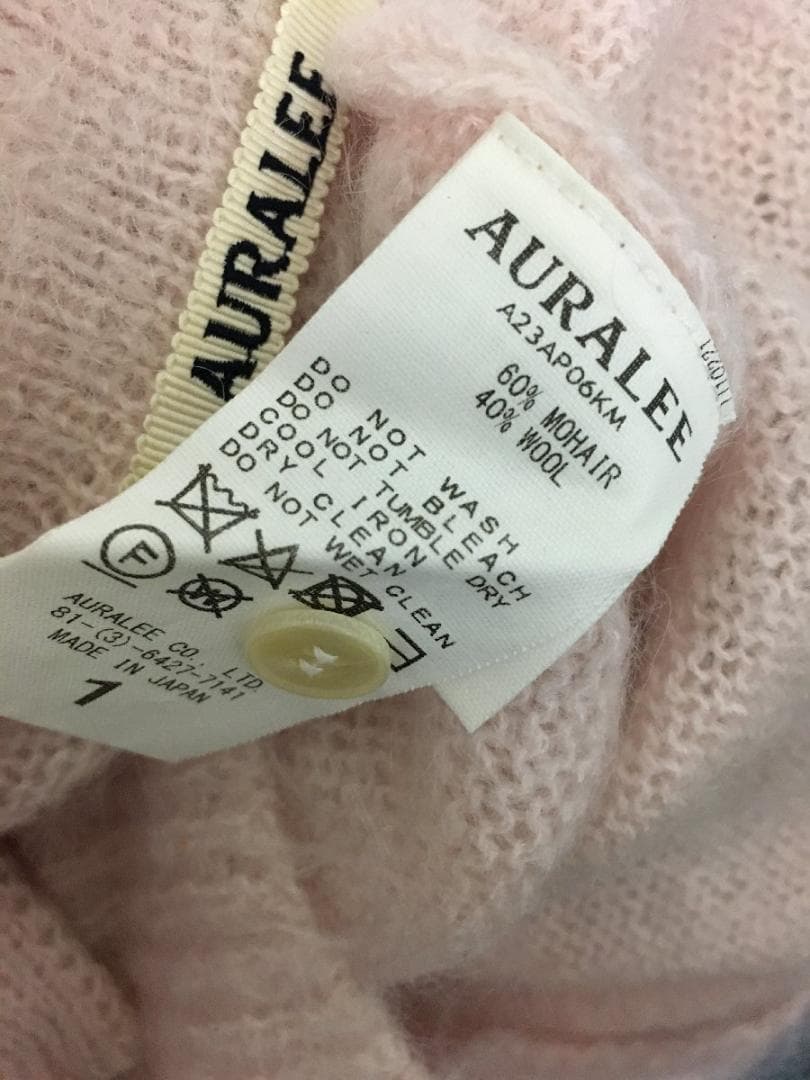 AURALEE
AURALEE
A23AP06KM
60% MOHAIR
40% WOOL
DO NOT WASH
DO NOT BLEACH
DO NOT TUMBLE DRY
COOL IRON
DRY CLEAN
DO NOT WET CLEAN
F
W
AURALEE CO., LTD.
81-(3)-6427-7141
MADE IN JAPAN
1